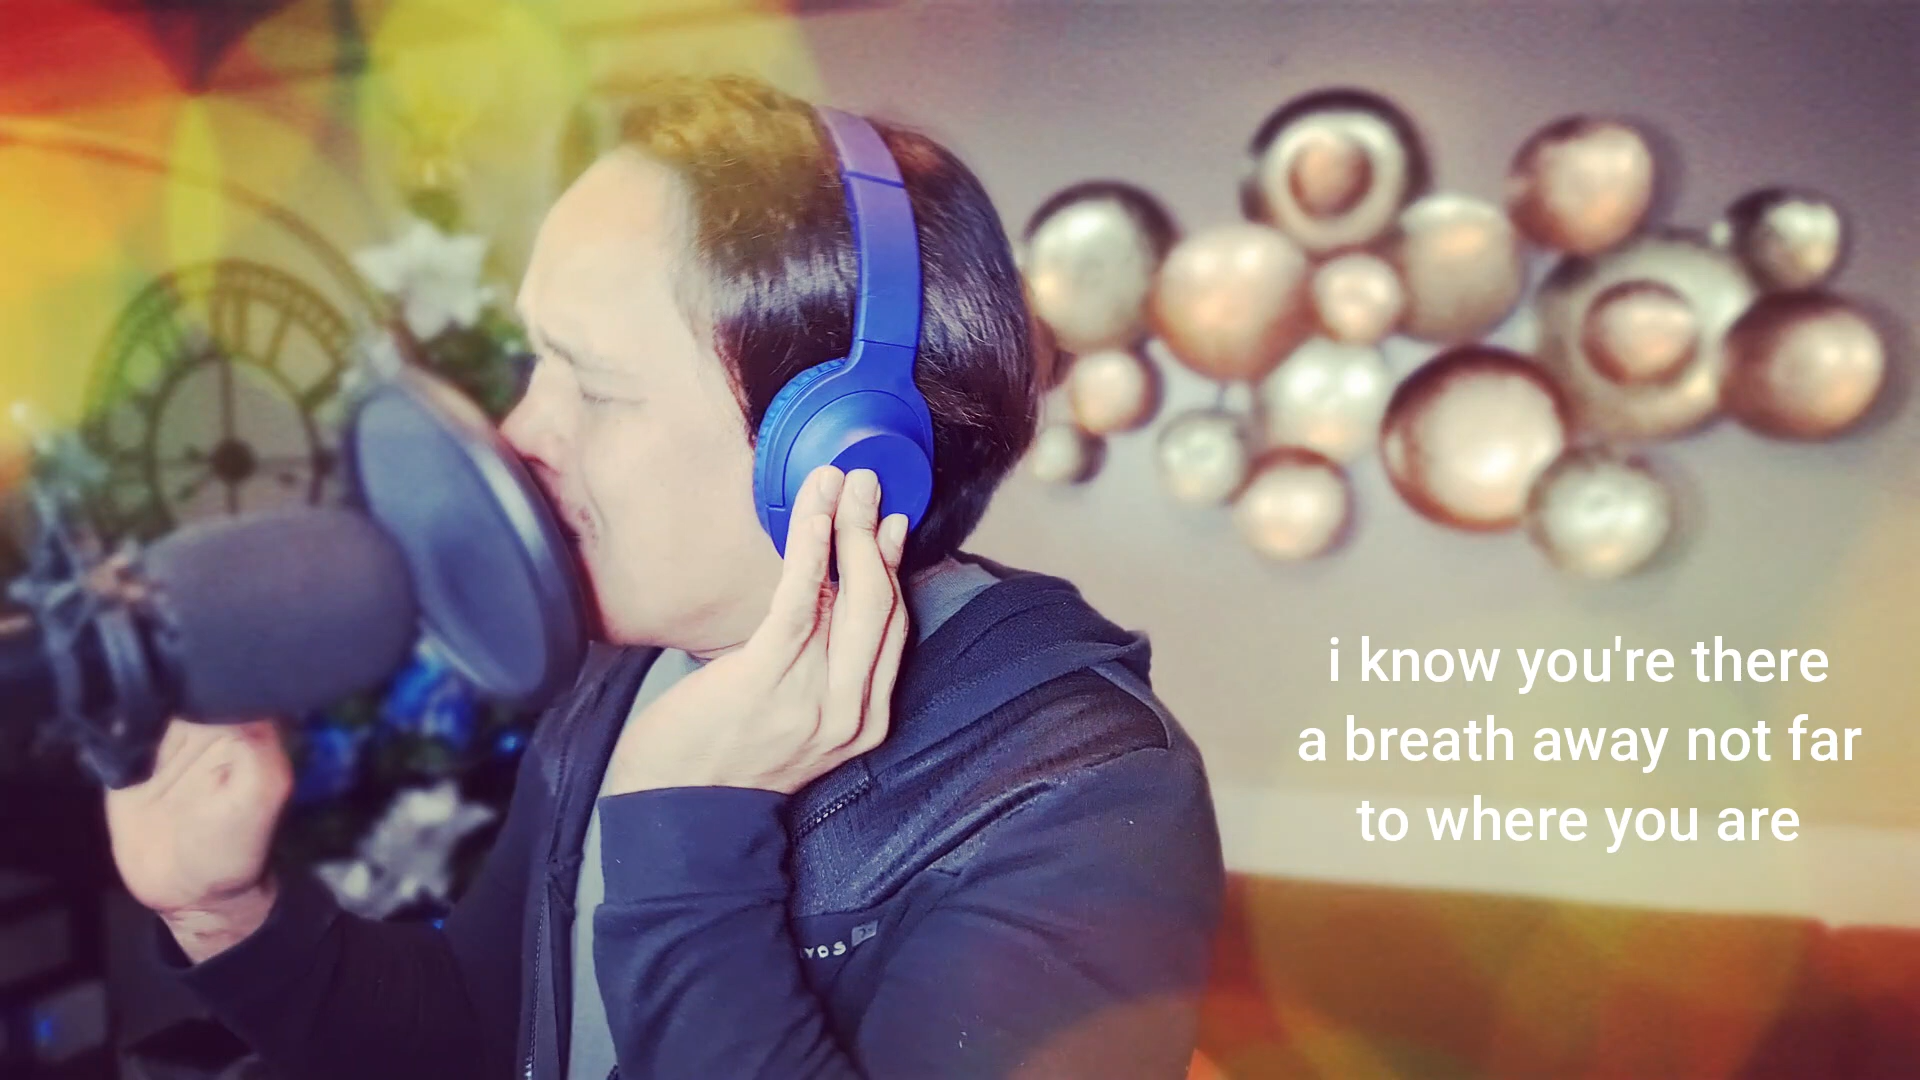 i know you're there
a breath away not far
to where you are